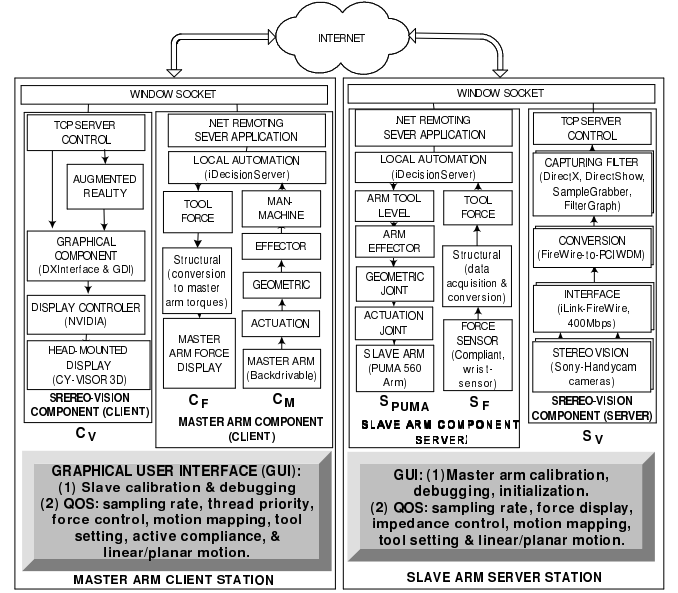 INTERNET
WINDOW SOCKET
TCP SERVER
CONTROL
AUGMENTED
REALITY
GRAPHICAL
COMPONENT
(DXInterface & GDI)
DISPLAY CONTROLER
(NVIDIA)
HEAD-MOUNTED
DISPLAY
(CY-VISOR 3D)
SREREO-VISION
COMPONENT (CLIENT)
CV
.NET REMOTING
SEVER APPLICATION
LOCAL AUTOMATION
(iDecisionServer)
TOOL
FORCE
Structural
(conversion
to master
arm torques)
MASTER
ARM FORCE
DISPLAY
CF
MAN-
MACHINE
EFFECTOR
GEOMETRIC
ACTUATION
MASTER ARM
(Backdrivable)
CM
MASTER ARM COMPONENT
(CLIENT)
GRAPHICAL USER INTERFACE (GUI):
(1) Slave calibration & debugging
(2) QOS: sampling rate, thread priority,
force control, motion mapping, tool
setting, active compliance, &
linear/planar motion.
MASTER ARM CLIENT STATION
WINDOW SOCKET
.NET REMOTING
SEVER APPLICATION
LOCAL AUTOMATION
(iDecisionServer)
ARM TOOL
LEVEL
ARM
EFFECTOR
GEOMETRIC
JOINT
ACTUATION
JOINT
SLAVE ARM
(PUMA 560
Arm)
SPUMA
TOOL
FORCE
Structural
(data
acquisition &
conversion)
FORCE
SENSOR
(Compliant,
wrist-
sensor)
SF
SLAVE ARM COMPONENT
SERVER)
TCP SERVER
CONTROL
CAPTURING FILTER
(DirectX, DirectShow,
SampleGrabber,
FilterGraph)
CONVERSION
(FireWire-to-PCI WDM)
INTERFACE
(iLink-FireWire,
400Mbps)
STEREO VISION
(Sony-Handycam
cameras)
SREREO-VISION
COMPONENT (SERVER)
SV
GUI: (1)Master arm calibration,
debugging, initialization.
(2) QOS: sampling rate, force display,
impedance control, motion mapping,
tool setting & linear/planar motion.
SLAVE ARM SERVER STATION